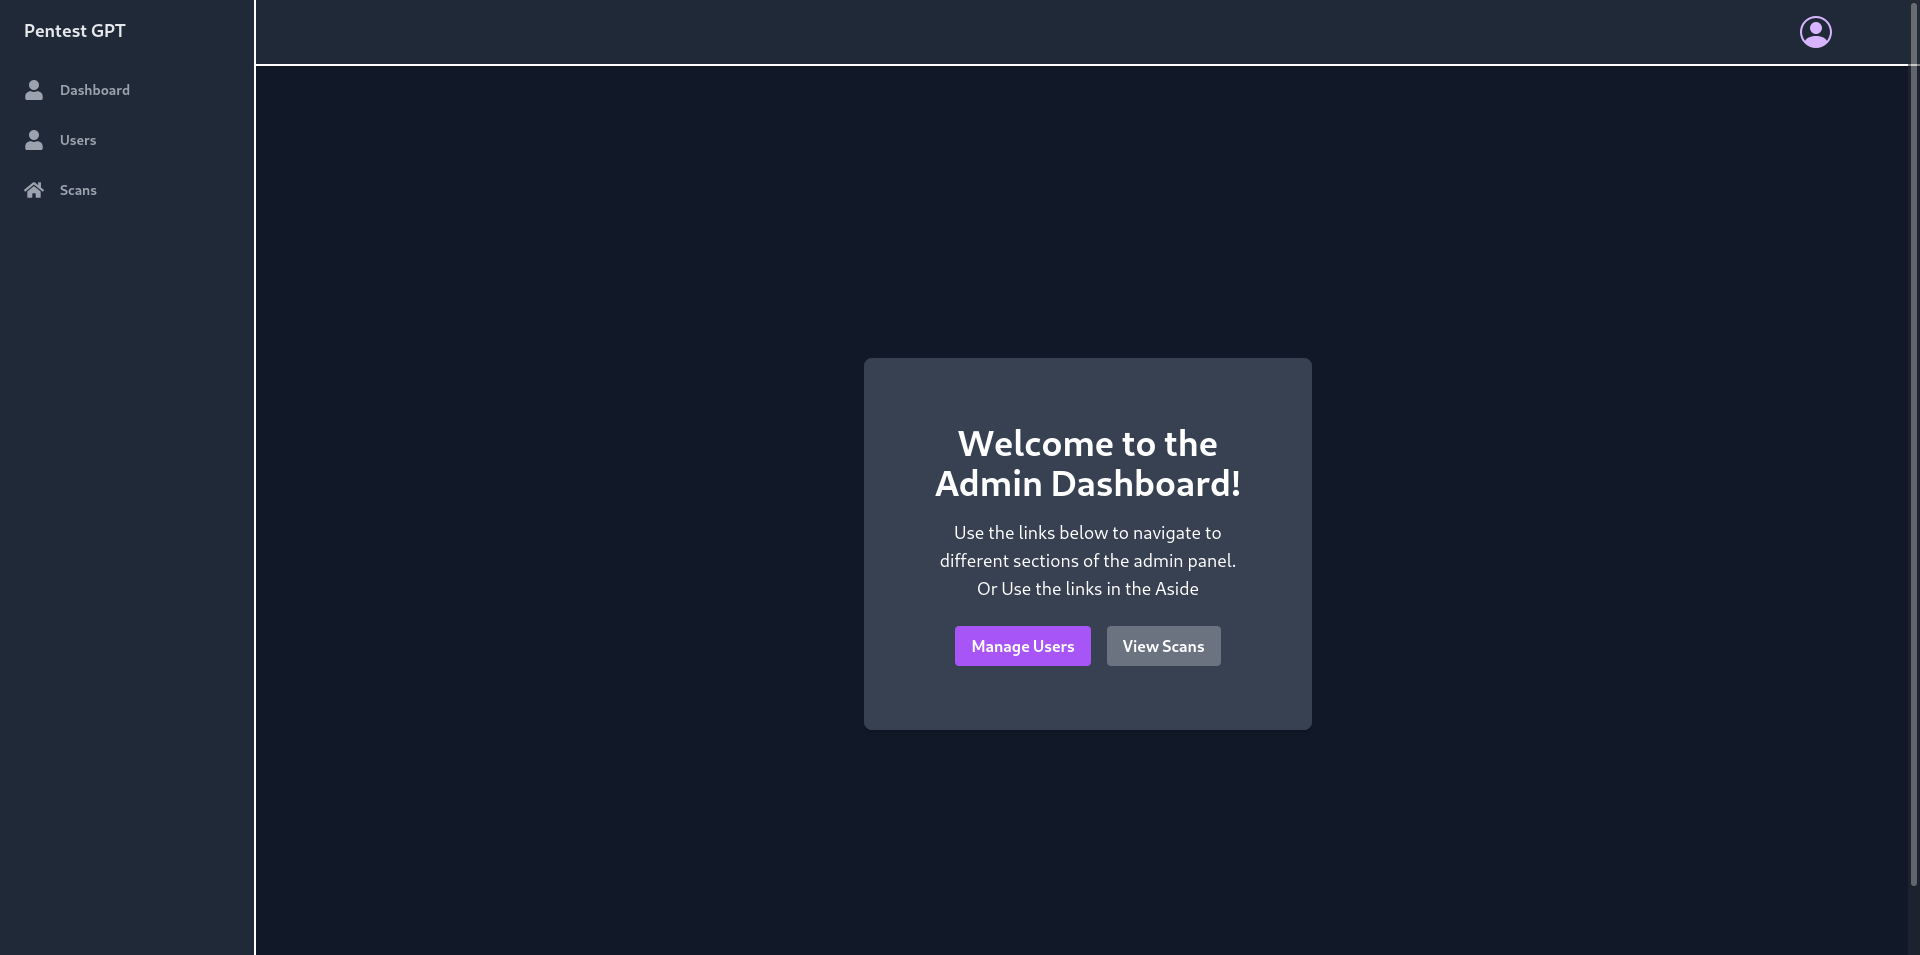 Pentest GPT
Dashboard
Users
Scans
Welcome to the
Admin Dashboard!
Use the links below to navigate to
different sections of the admin panel.
Or Use the links in the Aside
Manage Users
View Scans